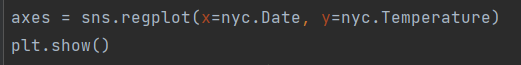 axes = sns.regplot(x=nyc.Date, y=nyc.Temperature)
plt.show()